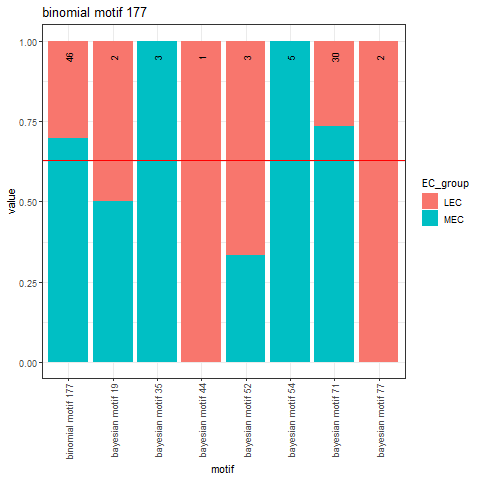 binomial motif 177
value
1.00
0.75
0.50
0.25
0.00
46
2
3
1
3
5
30
2
binomial motif 177
bayesian motif 19
bayesian motif 35
bayesian motif 44
bayesian motif 52
bayesian motif 54
bayesian motif 71
bayesian motif 77
motif
EC_group
LEC
MEC